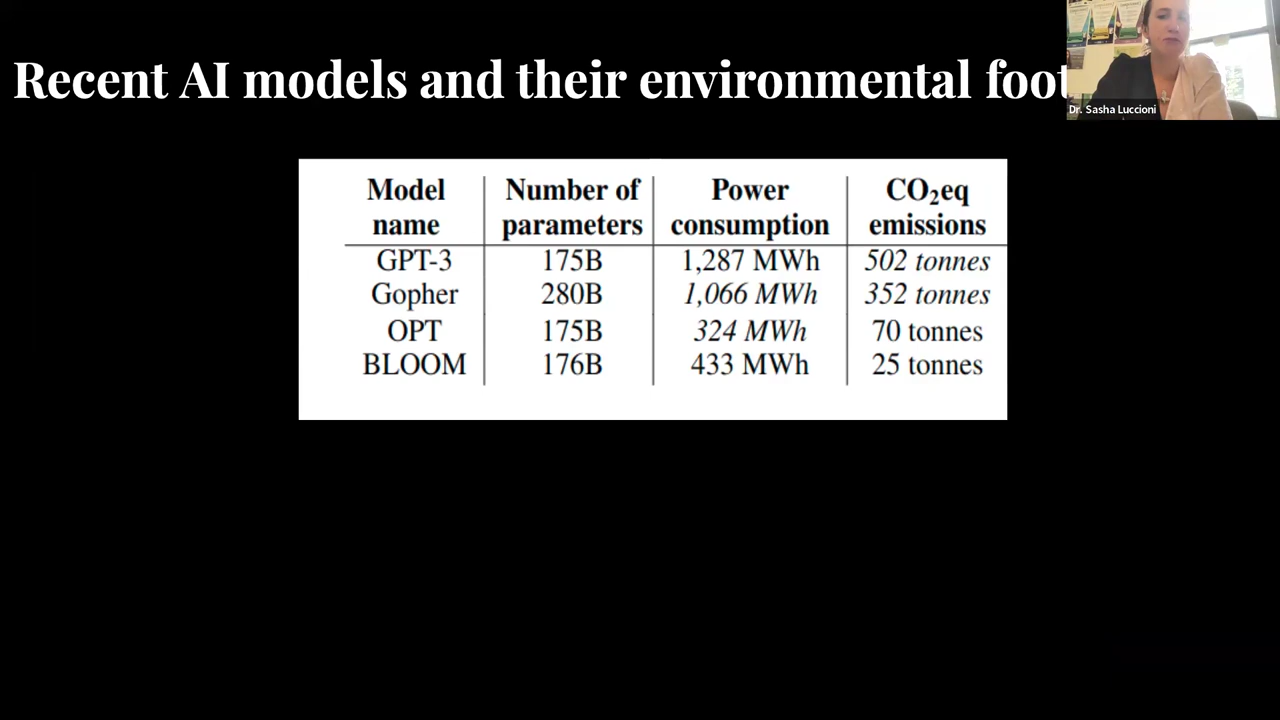 Recent AI models and their environmental foot
Dr. Sasha Luccioni
Model name | Number of parameters | Power consumption | CO₂eq emissions
GPT-3 | 175B | 1,287 MWh | 502 tonnes
Gopher | 280B | 1,066 MWh | 352 tonnes
OPT | 175B | 324 MWh | 70 tonnes
BLOOM | 176B | 433 MWh | 25 tonnes